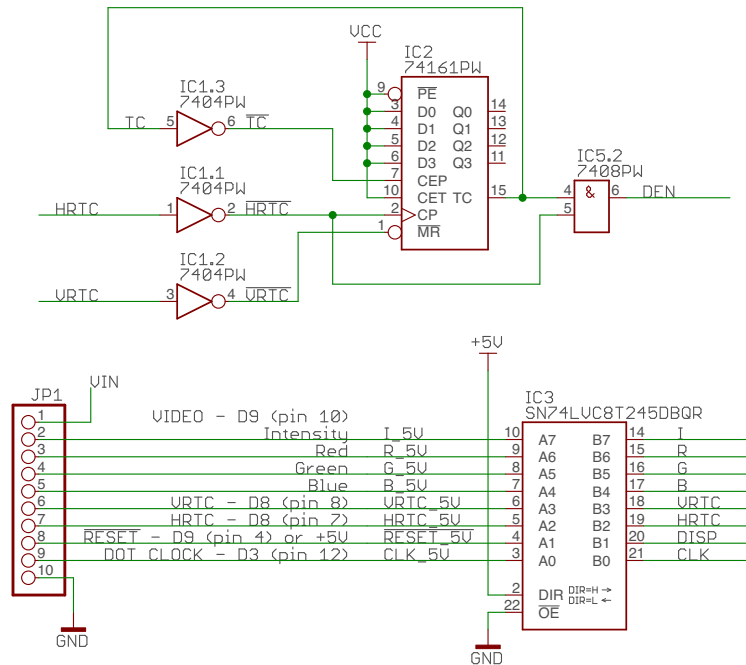 VCC
IC2
74161PW
IC1.3
7404PW
TC 5 6 TC
9 PE
3 D0 Q0 14
4 D1 Q1 13
5 D2 Q2 12
6 D3 Q3 11
7 CEP
10 CET TC 15
2 CP
1 MR
IC1.1
7404PW
HRTC 1 2 HRTC
IC1.2
7404PW
VRTC 3 4 VRTC
IC5.2
7408PW
4 & 6 DEN
5
+5V
JP1
VIN
IC3
SN74LVC8T245DBQR
1
VIDEO - D9 (pin 10)
2 Intensity I_5V 10 A7 B7 14 I
3 Red R_5V 9 A6 B6 15 R
4 Green G_5V 8 A5 B5 16 G
5 Blue B_5V 7 A4 B4 17 B
6 VRTC - D8 (pin 8) VRTC_5V 6 A3 B3 18 VRTC
7 HRTC - D8 (pin 7) HRTC_5V 5 A2 B2 19 HRTC
8 RESET - D9 (pin 4) or +5V RESET_5V 4 A1 B1 20 DISP
9 DOT CLOCK - D3 (pin 12) CLK_5V 3 A0 B0 21 CLK
10
2 DIR DIR=H →
DIR=L ←
22 OE
GND
GND